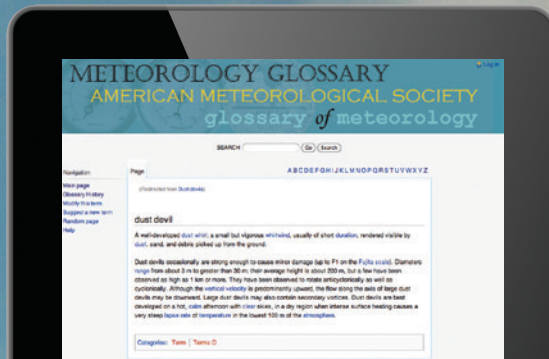 METEOROLOGY GLOSSARY
AMERICAN METEOROLOGICAL SOCIETY
glossary of meteorology
Log in
SEARCH Go Search
Navigation
Main page
Glossary History
Modify this term
Suggest a new term
Random page
Help
Page
A B C D E F G H I J K L M N O P Q R S T U V W X Y Z
(Redirected from Dust devils)
dust devil
A well-developed dust whirl; a small but vigorous whirlwind, usually of short duration, rendered visible by
dust, sand, and debris picked up from the ground.
Dust devils occasionally are strong enough to cause minor damage (up to F1 on the Fujita scale). Diameters
range from about 3 m to greater than 30 m; their average height is about 200 m, but a few have been
observed as high as 1 km or more. They have been observed to rotate anticyclonically as well as
cyclonically. Although the vertical velocity is predominantly upward, the flow along the axis of large dust
devils may be downward. Large dust devils may also contain secondary vortices. Dust devils are best
developed on a hot, calm afternoon with clear skies, in a dry region when intense surface heating causes a
very steep lapse rate of temperature in the lowest 100 m of the atmosphere.
Categories: Term | Terms D